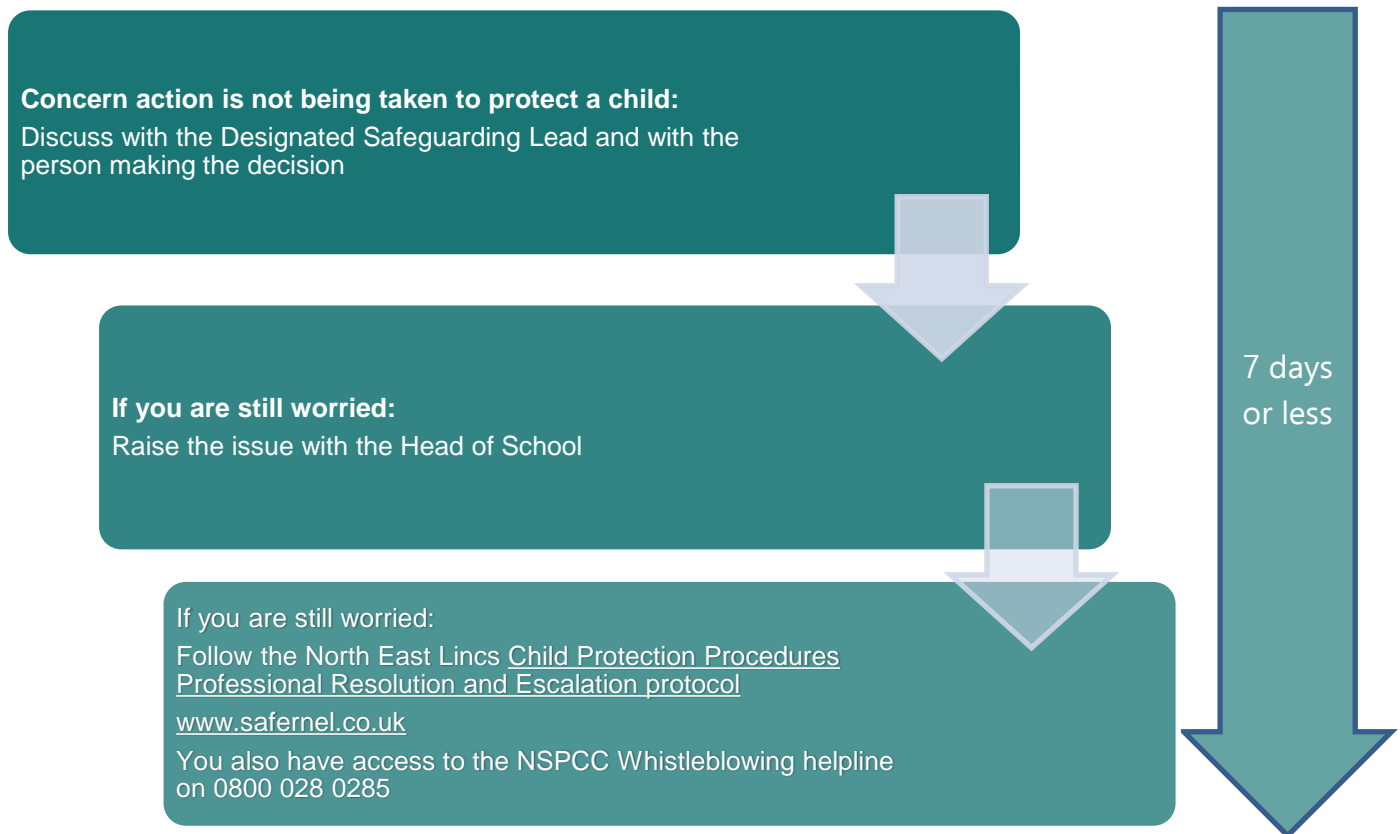 Concern action is not being taken to protect a child:
Discuss with the Designated Safeguarding Lead and with the
person making the decision
If you are still worried:
Raise the issue with the Head of School
If you are still worried:
Follow the North East Lincs Child Protection Procedures
Professional Resolution and Escalation protocol
www.safernel.co.uk
You also have access to the NSPCC Whistleblowing helpline
on 0800 028 0285
7 days
or less